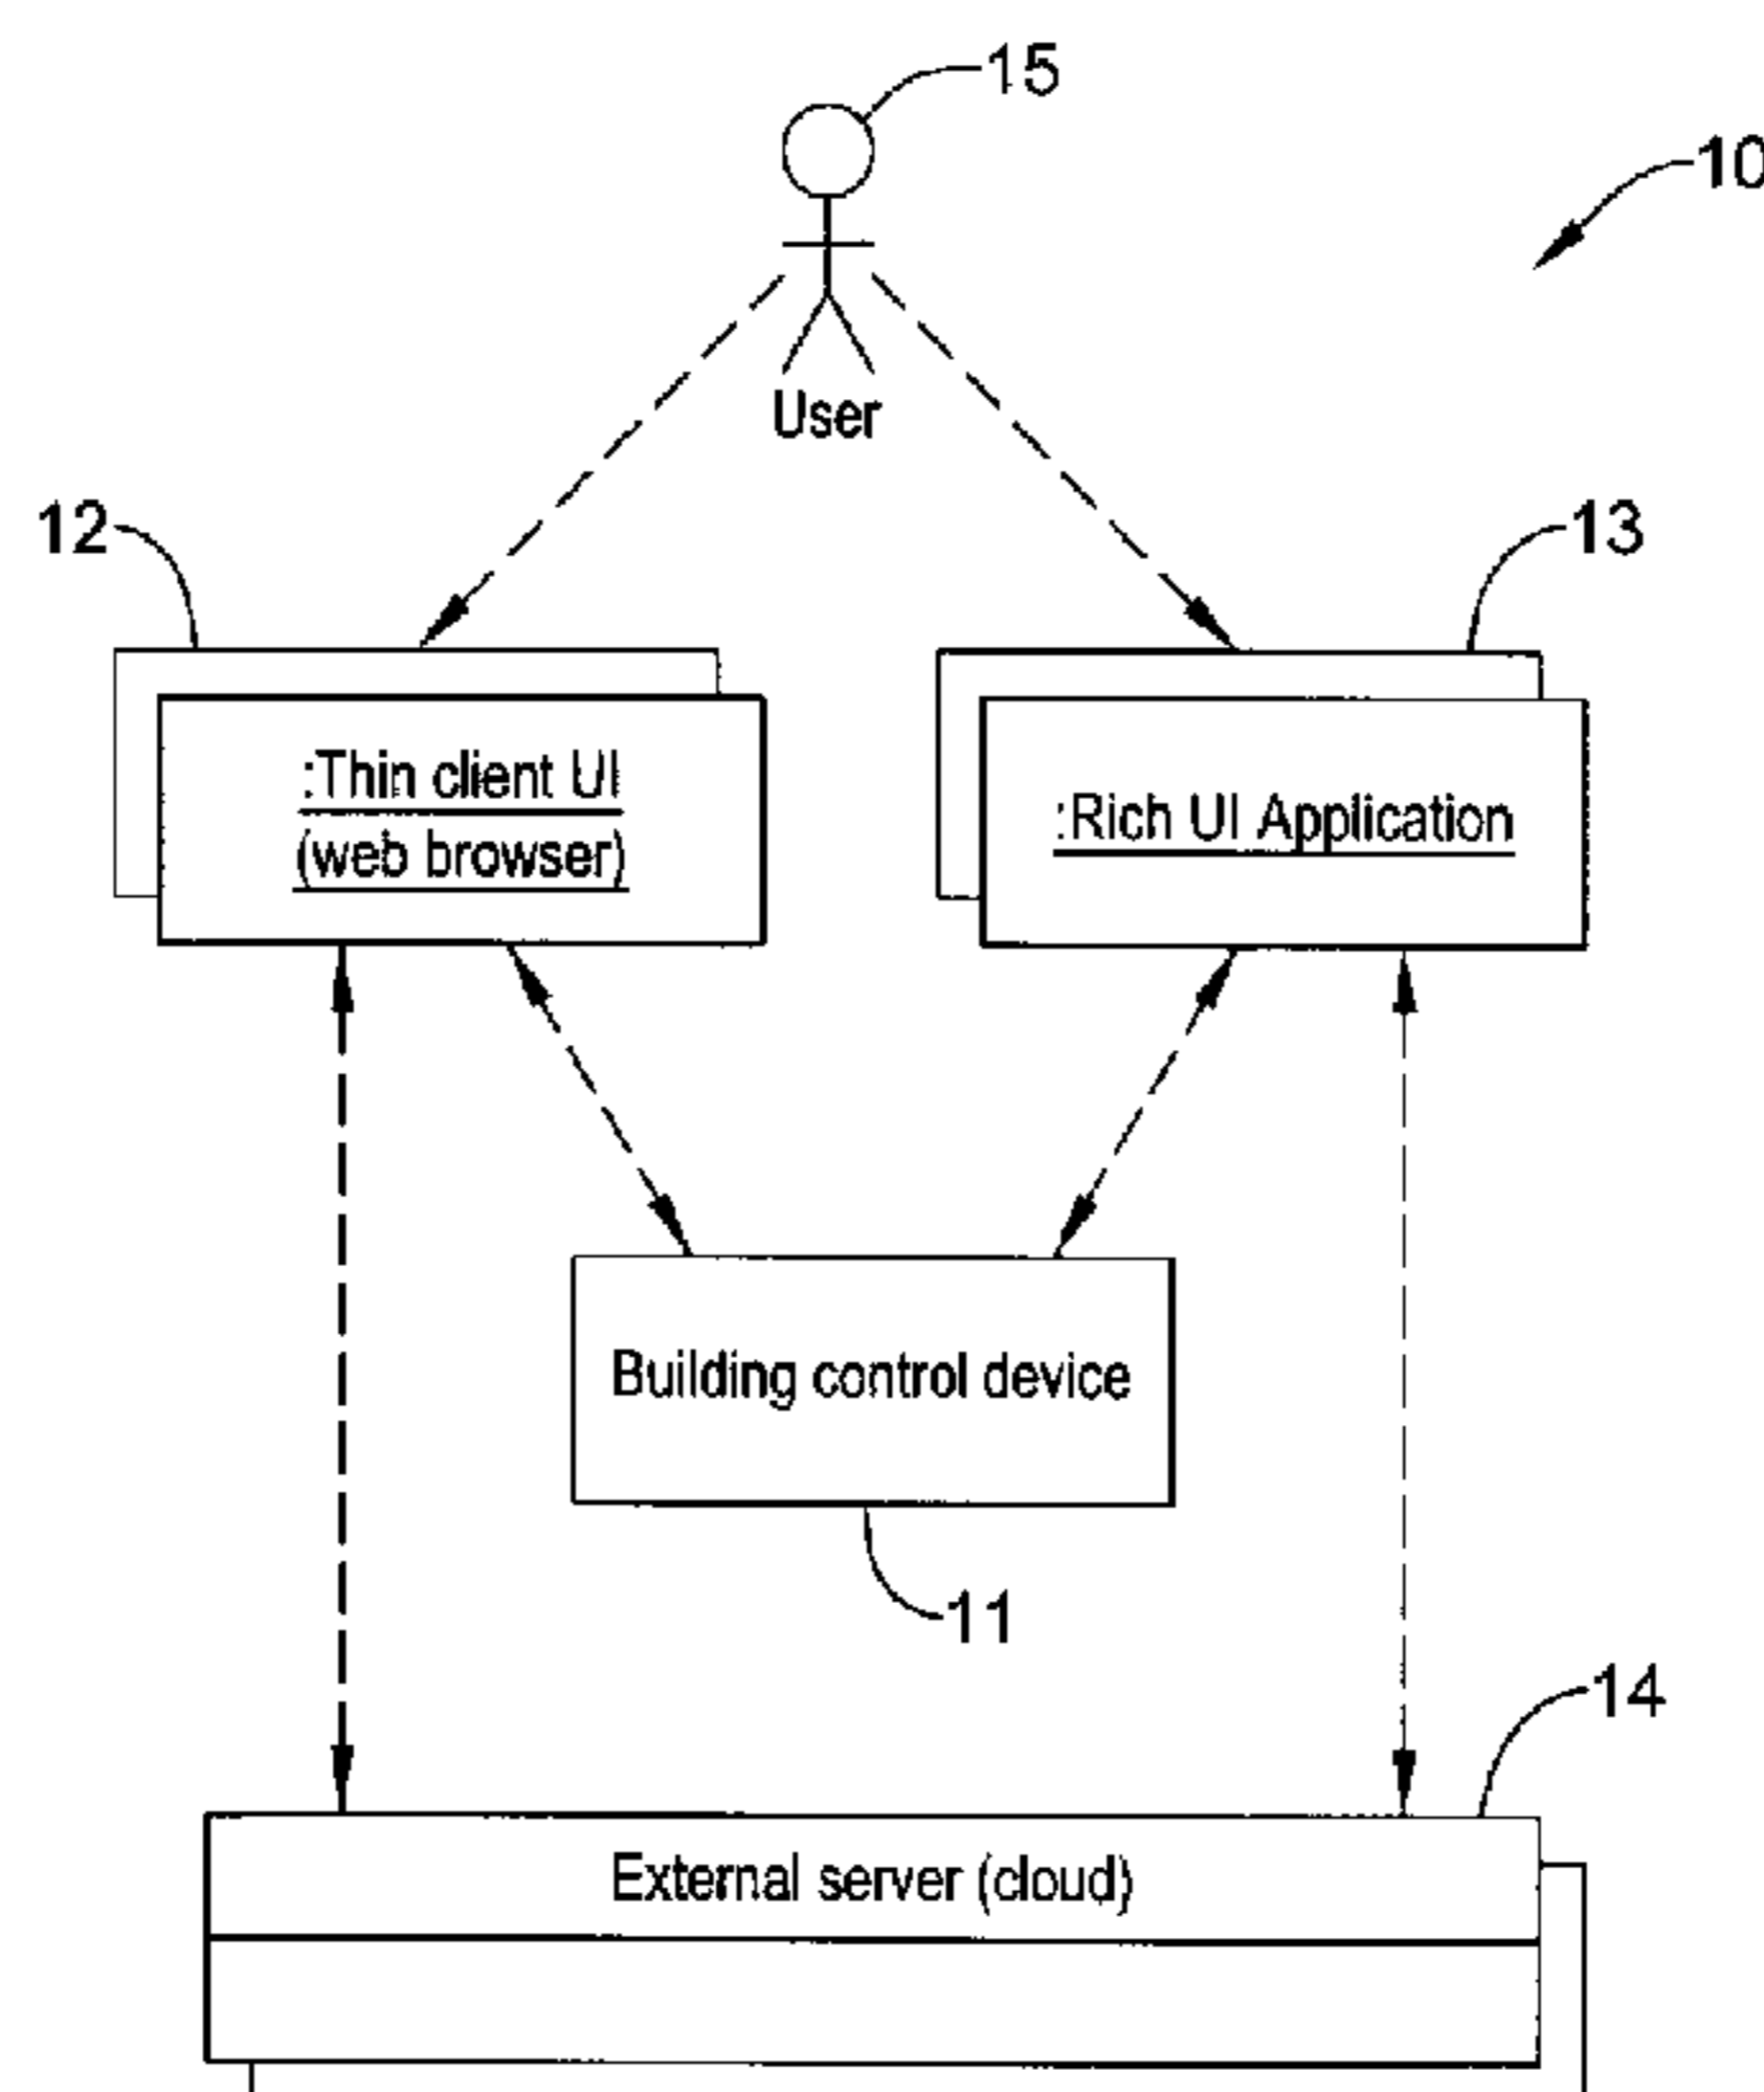 15
10
User
12
13
:Thin client UI
(web browser)
:Rich UI Application
Building control device
11
14
External server (cloud)